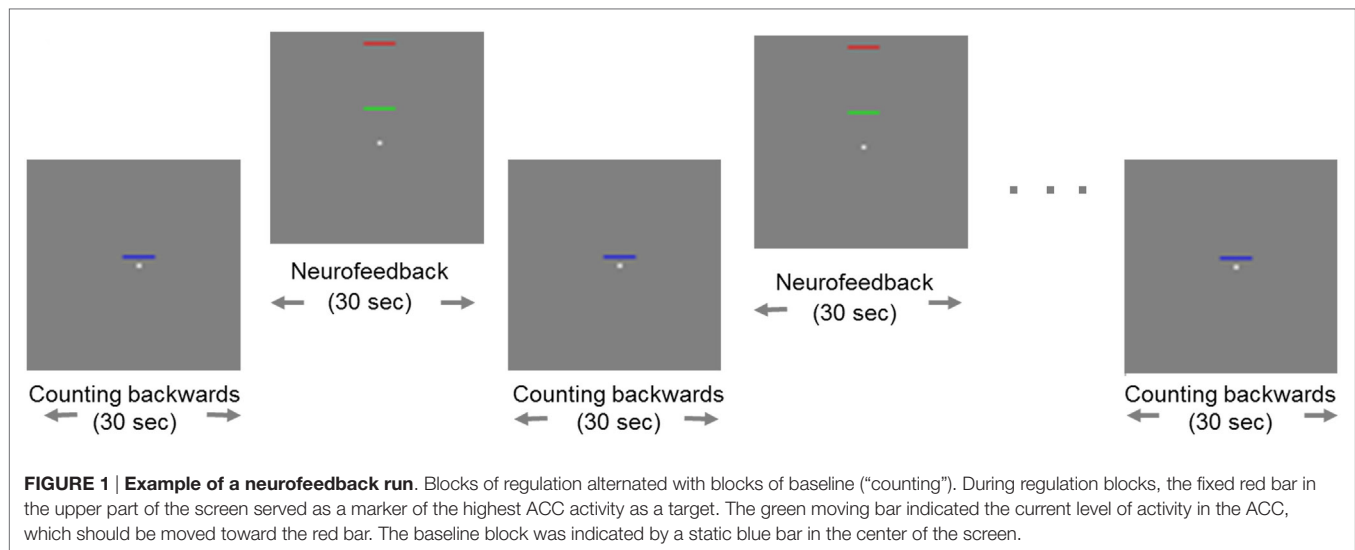 Neurofeedback
(30 sec)
Neurofeedback
(30 sec)
Counting backwards
(30 sec)
Counting backwards
(30 sec)
Counting backwards
(30 sec)
FIGURE 1 | Example of a neurofeedback run. Blocks of regulation alternated with blocks of baseline (“counting”). During regulation blocks, the fixed red bar in
the upper part of the screen served as a marker of the highest ACC activity as a target. The green moving bar indicated the current level of activity in the ACC,
which should be moved toward the red bar. The baseline block was indicated by a static blue bar in the center of the screen.